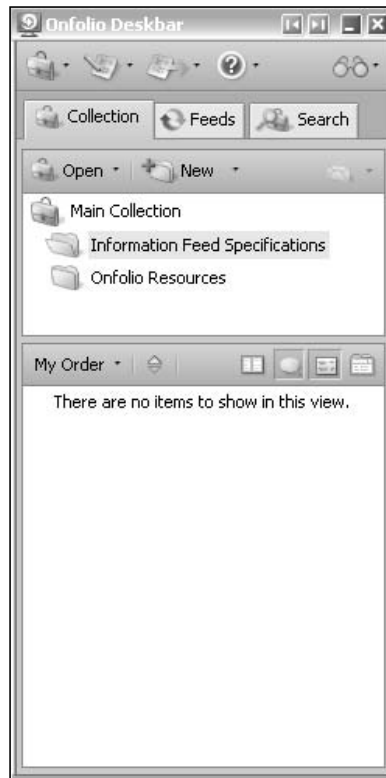 Onfolio Deskbar
Collection Feeds Search
Open New
Main Collection
Information Feed Specifications
Onfolio Resources
My Order
There are no items to show in this view.